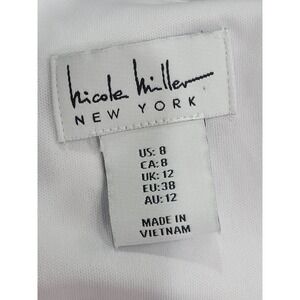 Nicole Miller
NEW YORK
US: 8
CA: 8
UK: 12
EU: 38
AU: 12
MADE IN
VIETNAM